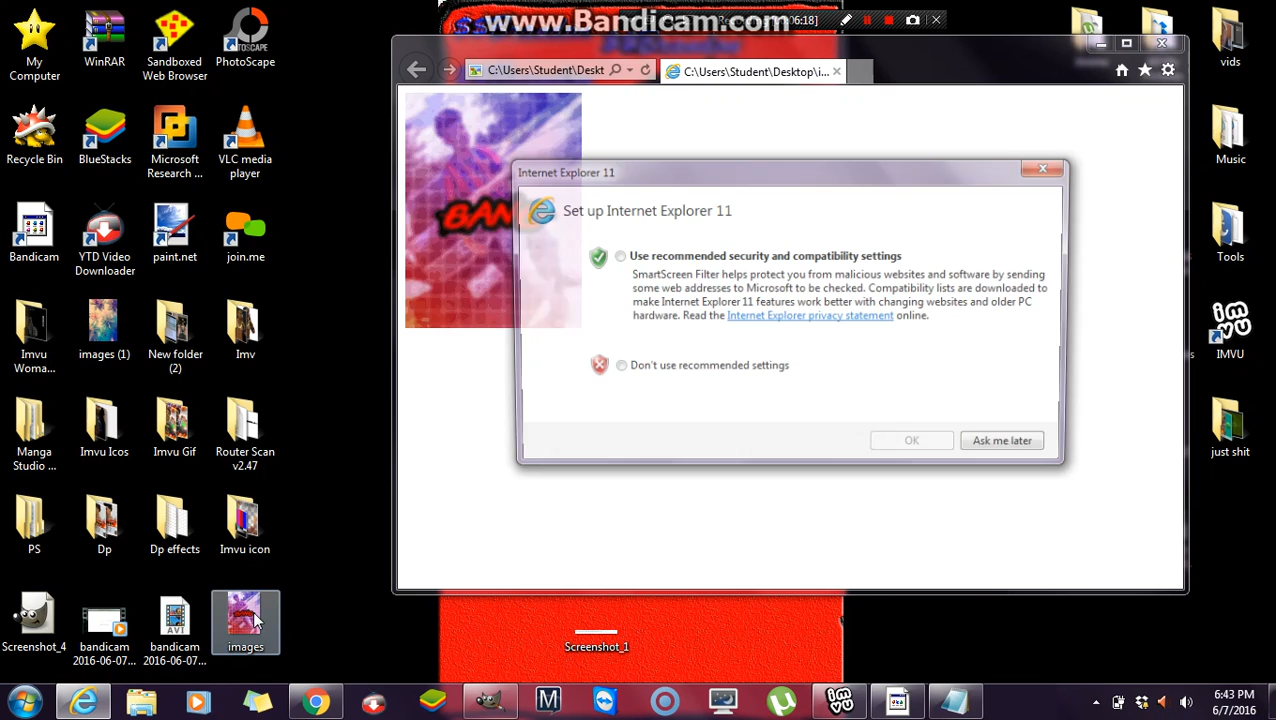 www.Bandicam.com
06:18]
My
Computer
WinRAR
Sandboxed
Web Browser
PHOTOSCAPE
PhotoScape
vids
C:\Users\Student\Deskt
C:\Users\Student\Desktop\i...
Recycle Bin
BlueStacks
Microsoft
Research ...
VLC media
player
Music
Internet Explorer 11
Set up Internet Explorer 11
Use recommended security and compatibility settings
SmartScreen Filter helps protect you from malicious websites and software by sending
some web addresses to Microsoft to be checked. Compatibility lists are downloaded to
make Internet Explorer 11 features work better with changing websites and older PC
hardware. Read the Internet Explorer privacy statement online.
Don't use recommended settings
OK
Ask me later
Bandicam
YTD Video
Downloader
paint.net
join.me
Tools
Imvu
Woma...
images (1)
New folder
(2)
Imv
IMVU
Manga
Studio ...
Imvu Icos
Imvu Gif
Router Scan
v2.47
just shit
PS
Dp
Dp effects
Imvu icon
AVI
Screenshot_4
bandicam
2016-06-07...
bandicam
2016-06-07...
images
Screenshot_1
6:43 PM
6/7/2016